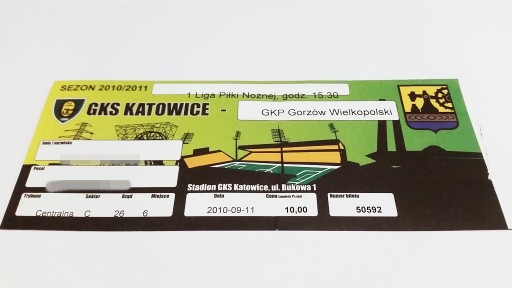 SEZON 2010/2011
1 Liga Piłki Nożnej, godz. 15.30
GKS KATOWICE - GKP Gorzów Wielkopolski
Imię i nazwisko
Pesel
Stadion GKS Katowice, ul. Bukowa 1
Trybuna Sektor Rząd Miejsce
Centralna C 26 6
Data Cena
2010-09-11 10,00
Numer biletu
50592